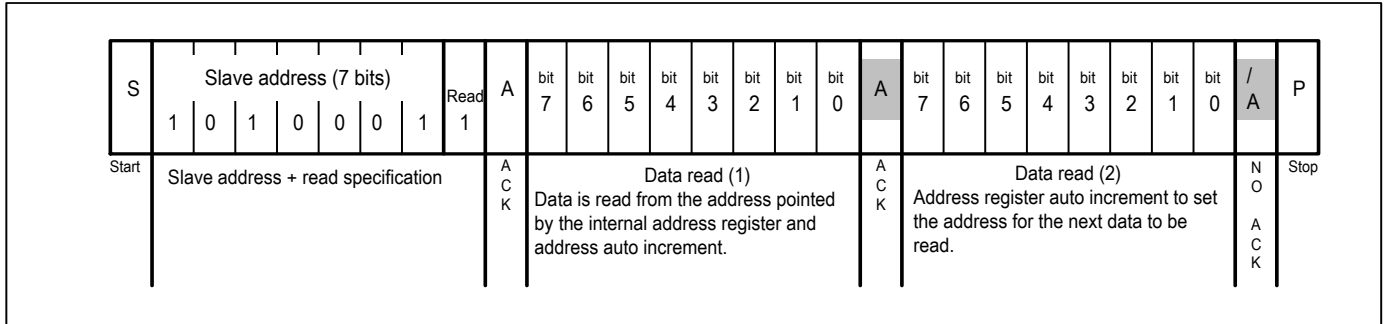 S
Slave address (7 bits)
1 0 1 0 0 0 1
Read
1
A
bit 7 bit 6 bit 5 bit 4 bit 3 bit 2 bit 1 bit 0
A
bit 7 bit 6 bit 5 bit 4 bit 3 bit 2 bit 1 bit 0
/
A
P
Start
Slave address + read specification
A
C
K
Data read (1)
Data is read from the address pointed
by the internal address register and
address auto increment.
A
C
K
Data read (2)
Address register auto increment to set
the address for the next data to be
read.
N
O
A
C
K
Stop